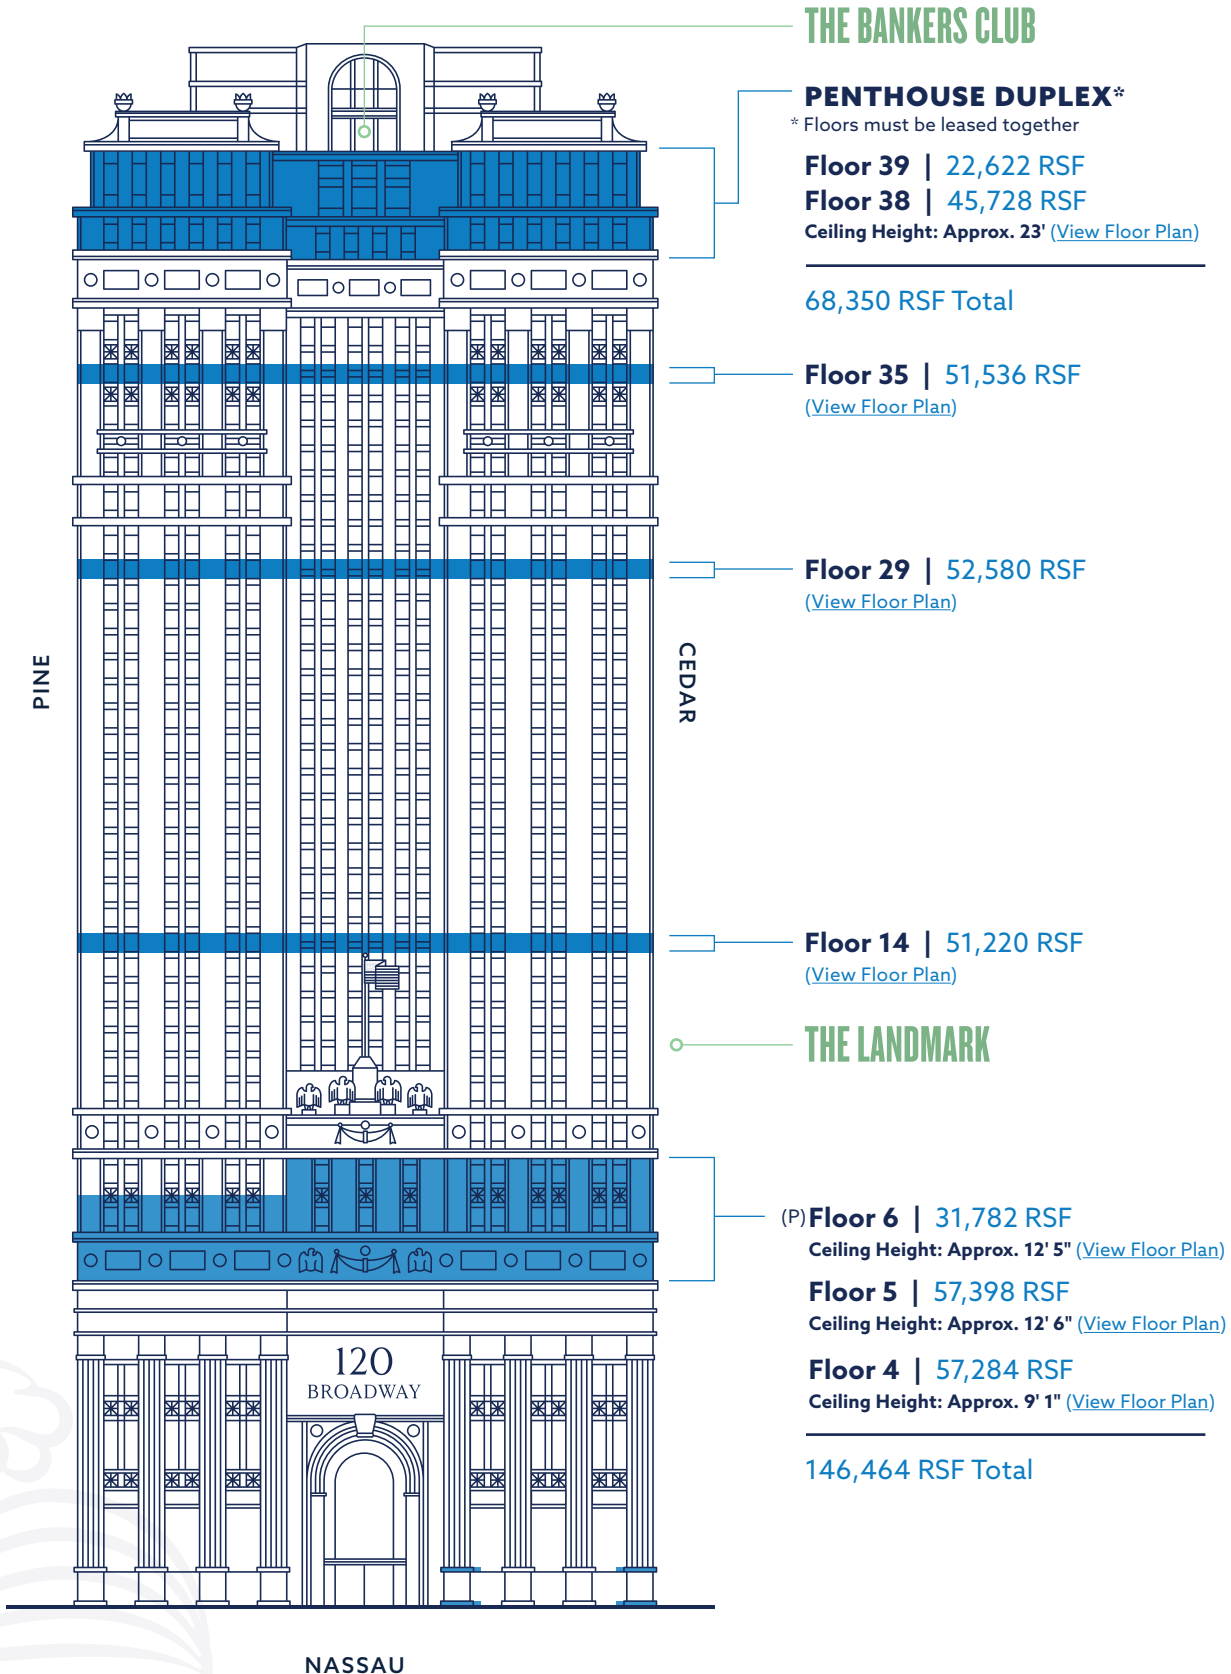 THE BANKERS CLUB
PENTHOUSE DUPLEX*
* Floors must be leased together
Floor 39 | 22,622 RSF
Floor 38 | 45,728 RSF
Ceiling Height: Approx. 23' (View Floor Plan)
68,350 RSF Total
Floor 35 | 51,536 RSF
(View Floor Plan)
Floor 29 | 52,580 RSF
(View Floor Plan)
PINE
CEDAR
Floor 14 | 51,220 RSF
(View Floor Plan)
THE LANDMARK
(P) Floor 6 | 31,782 RSF
Ceiling Height: Approx. 12' 5" (View Floor Plan)
Floor 5 | 57,398 RSF
Ceiling Height: Approx. 12' 6" (View Floor Plan)
Floor 4 | 57,284 RSF
Ceiling Height: Approx. 9' 1" (View Floor Plan)
146,464 RSF Total
120
BROADWAY
NASSAU